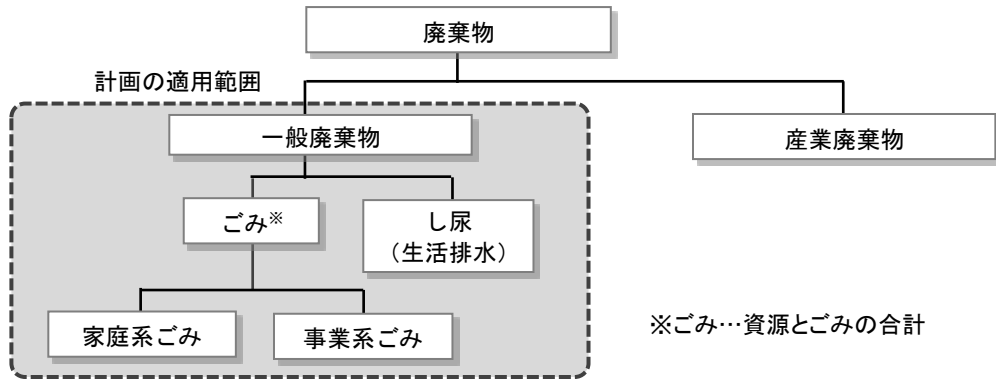 廃棄物
計画の適用範囲
一般廃棄物
産業廃棄物
ごみ※
し尿
（生活排水）
家庭系ごみ
事業系ごみ
※ごみ…資源とごみの合計